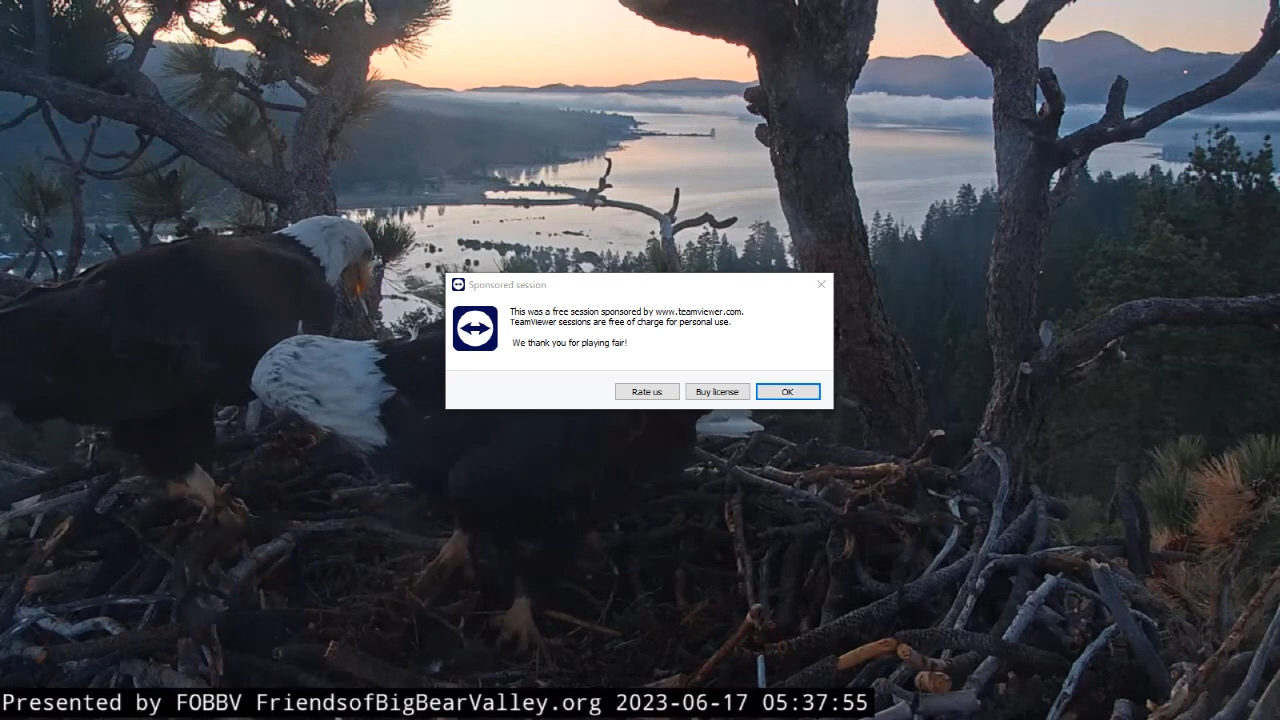 Sponsored session
This was a free session sponsored by www.teamviewer.com.
TeamViewer sessions are free of charge for personal use.
We thank you for playing fair!
Rate us
Buy license
OK
Presented by FOBBV FriendsofBigBearValley.org 2023-06-17 05:37:55